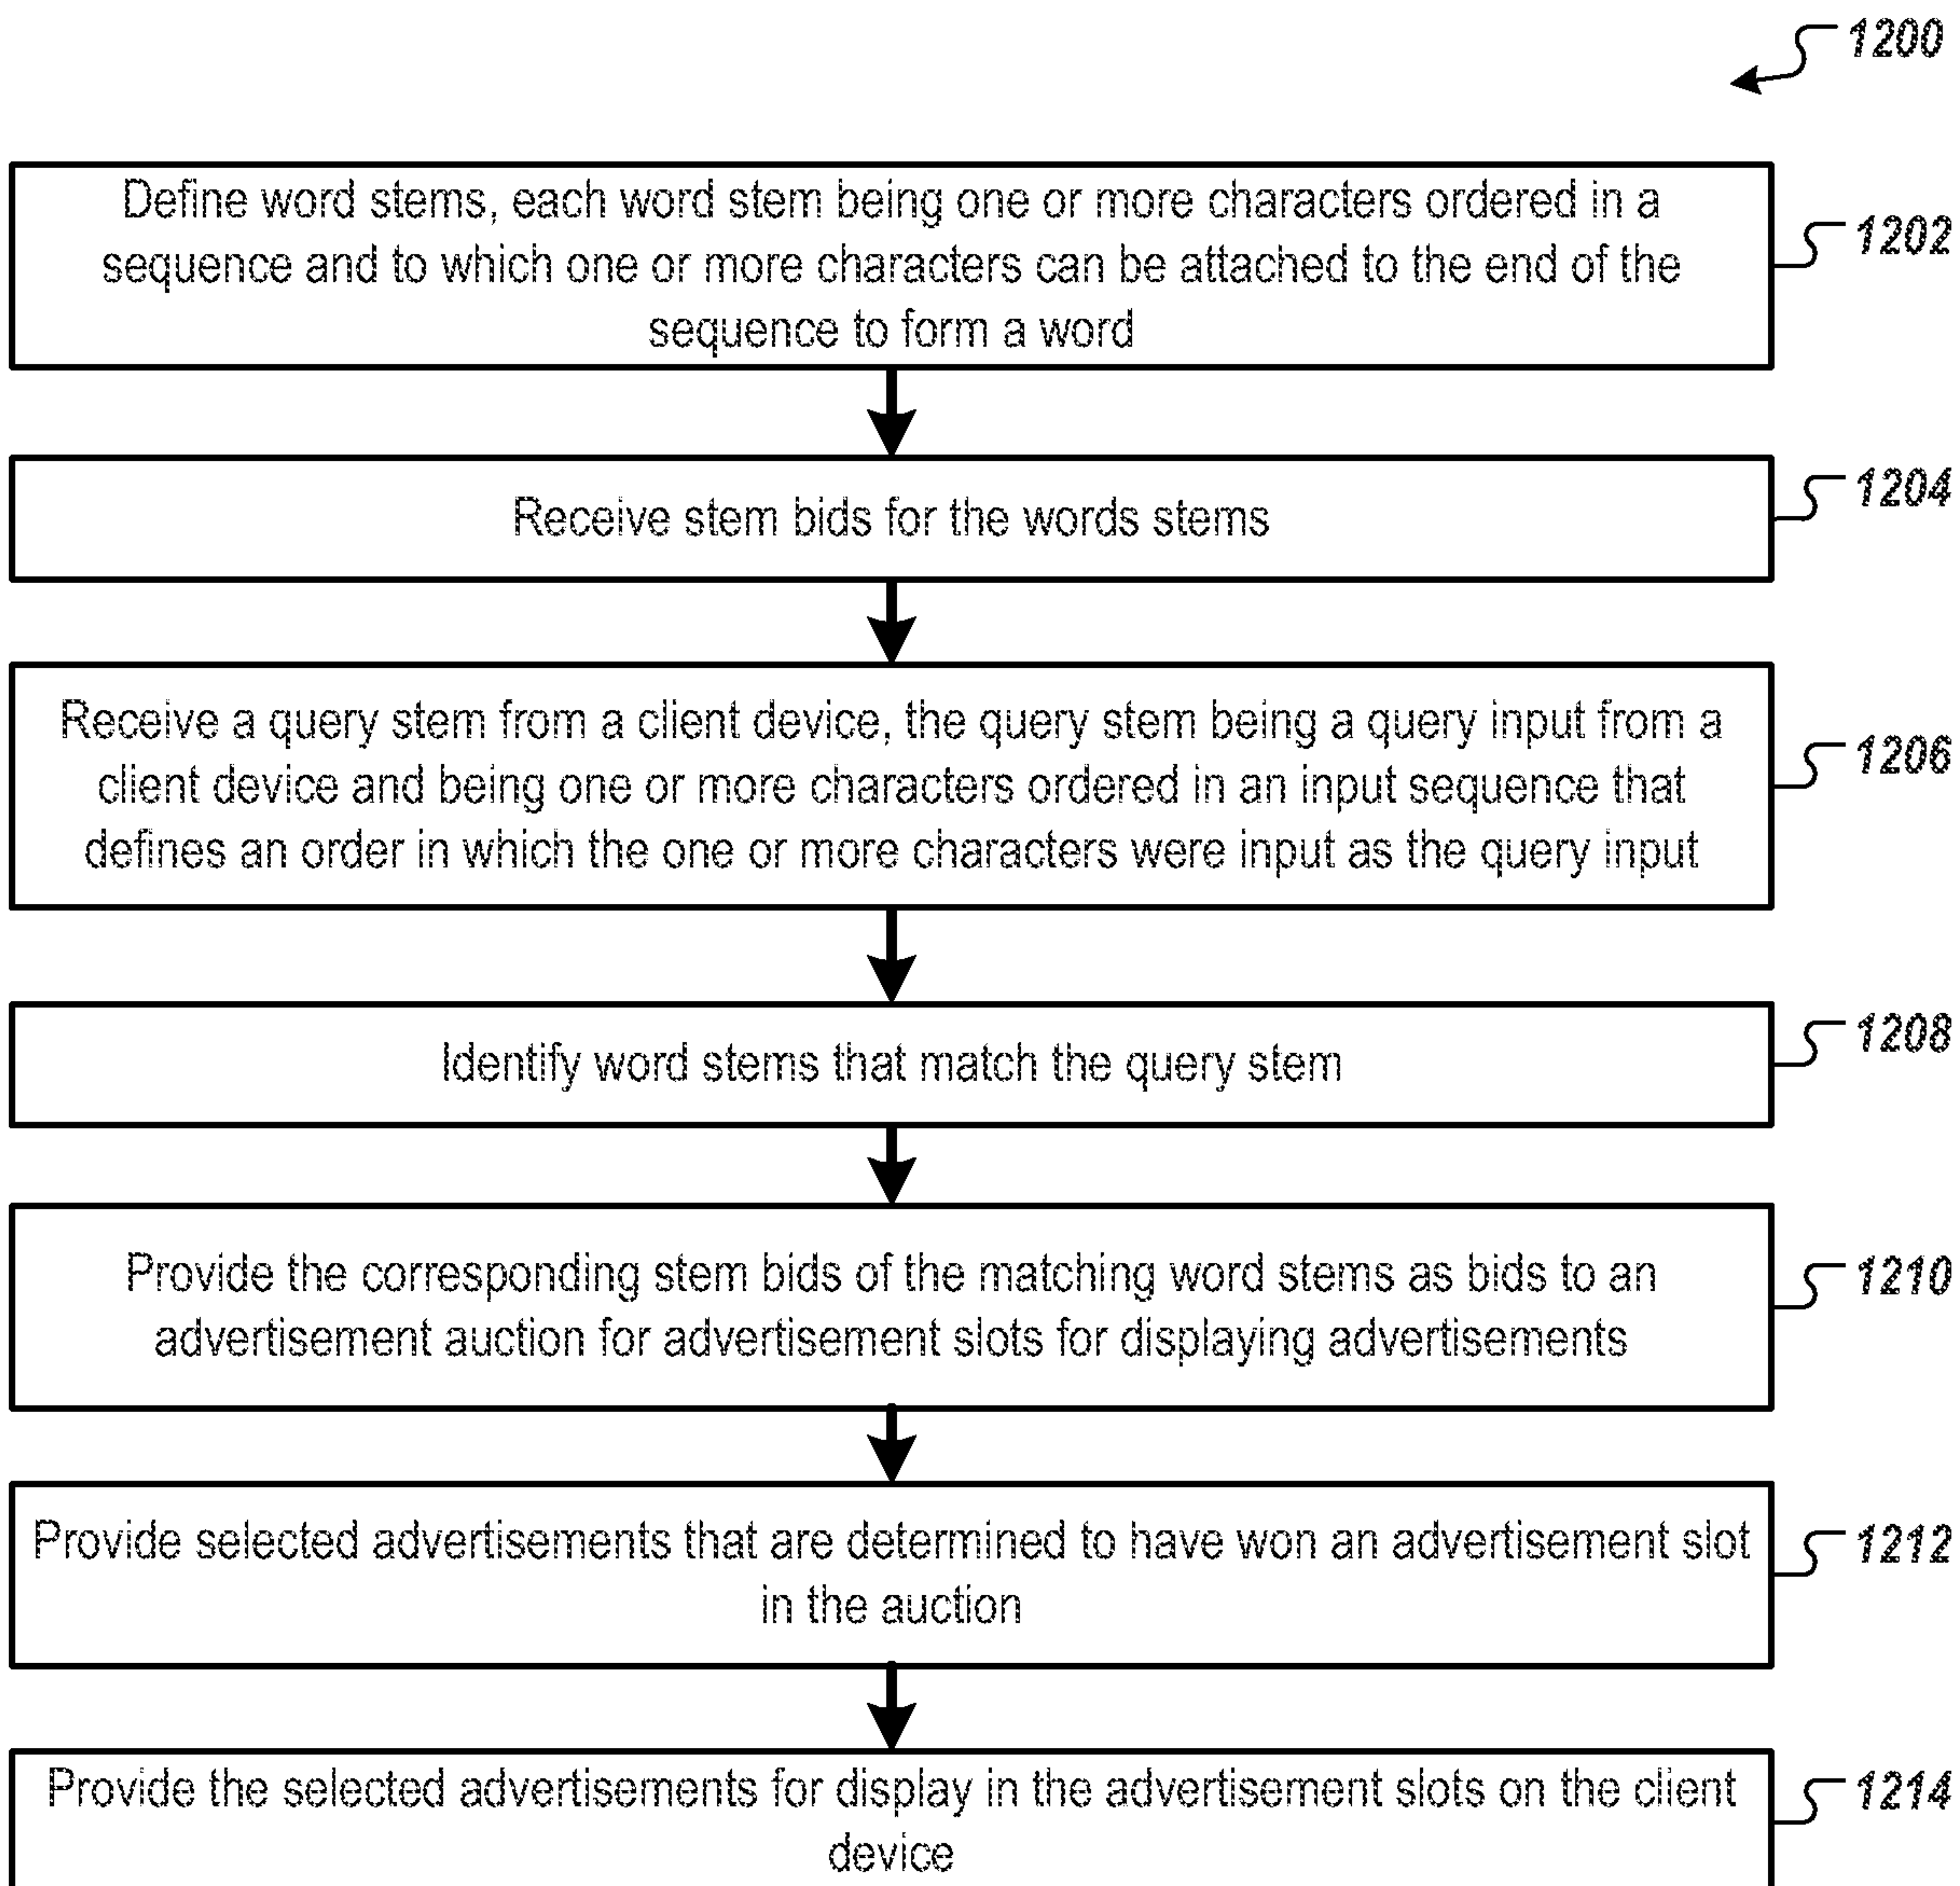 1200
Define word stems, each word stem being one or more characters ordered in a
sequence and to which one or more characters can be attached to the end of the
sequence to form a word
1202
Receive stem bids for the words stems
1204
Receive a query stem from a client device, the query stem being a query input from a
client device and being one or more characters ordered in an input sequence that
defines an order in which the one or more characters were input as the query input
1206
Identify word stems that match the query stem
1208
Provide the corresponding stem bids of the matching word stems as bids to an
advertisement auction for advertisement slots for displaying advertisements
1210
Provide selected advertisements that are determined to have won an advertisement slot
in the auction
1212
Provide the selected advertisements for display in the advertisement slots on the client
device
1214